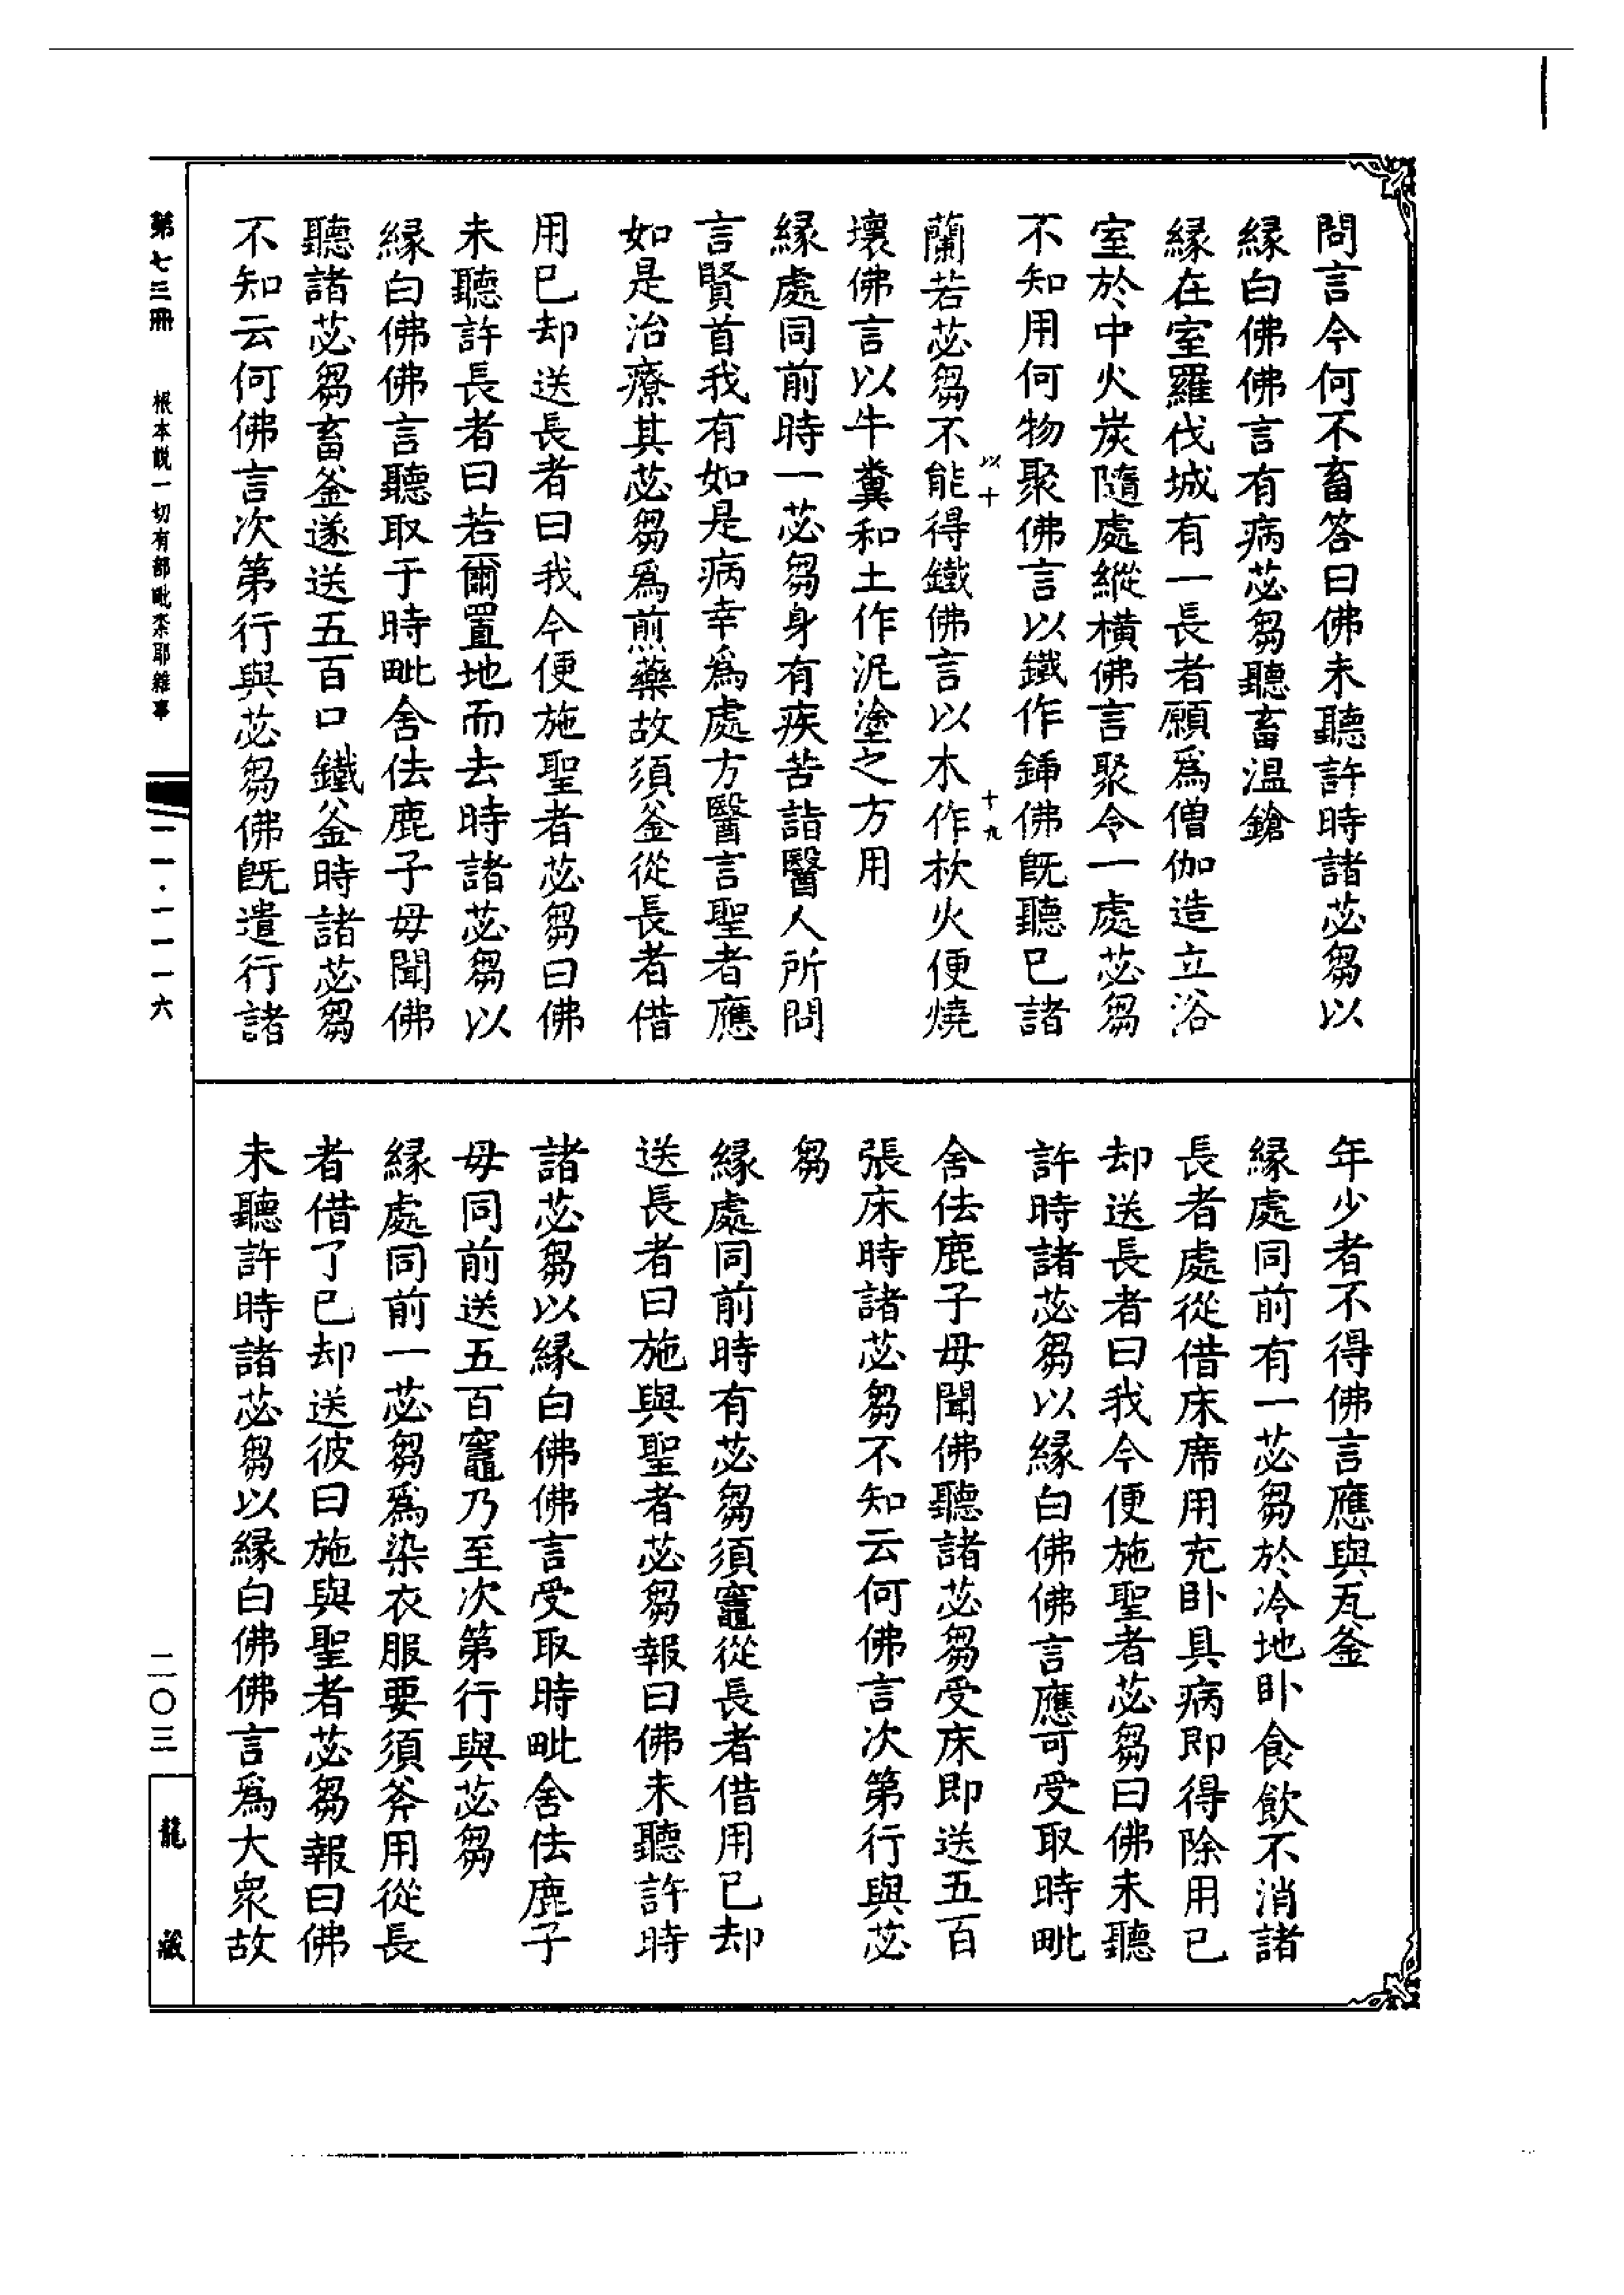 問言今何不畜答曰佛未聽許時諸苾芻以
緣白佛佛言有病苾芻聽畜温鎗
緣在室羅伐城有一長者願爲僧伽造立浴
室於中火炭隨處縱橫佛言聚令一處苾芻
不知用何物聚佛言以鐵作鍤佛既聽已諸
以十
十九
蘭若苾芻不能得鐵佛言以木作杴火便燒
壞佛言以牛糞和土作泥塗之方用
緣處同前時一苾芻身有疾苦詣醫人所問
言賢首我有如是病幸爲處方醫言聖者應
如是治療其苾芻爲煎藥故須釜從長者借
用已却送長者曰我今便施聖者苾芻曰佛
未聽許長者曰若爾置地而去時諸苾芻以
緣白佛佛言聽取于時毗舍佉鹿子母聞佛
聽諸苾芻畜釜遂送五百口鐵釜時諸苾芻
不知云何佛言次第行與苾芻佛既遣行諸
年少者不得佛言應與瓦釜
緣處同前有一苾芻於冷地卧食飲不消諸
長者處從借床席用充卧具病即得除用已
却送長者曰我今便施聖者苾芻曰佛未聽
許時諸苾芻以緣白佛佛言應可受取時毗
舍佉鹿子母聞佛聽諸苾芻受床即送五百
張床時諸苾芻不知云何佛言次第行與苾
芻
緣處同前時有苾芻須竈從長者借用已却
送長者曰施與聖者苾芻報曰佛未聽許時
諸苾芻以緣白佛佛言受取時毗舍佉鹿子
母同前送五百竈乃至次第行與苾芻
緣處同前一苾芻爲染衣服要須斧用從長
者借了已却送彼曰施與聖者苾芻報曰佛
未聽許時諸苾芻以緣白佛佛言爲大衆故
第七三冊 根本説一切有部毗柰耶雜事 一一·一一一六
二〇三
龍藏